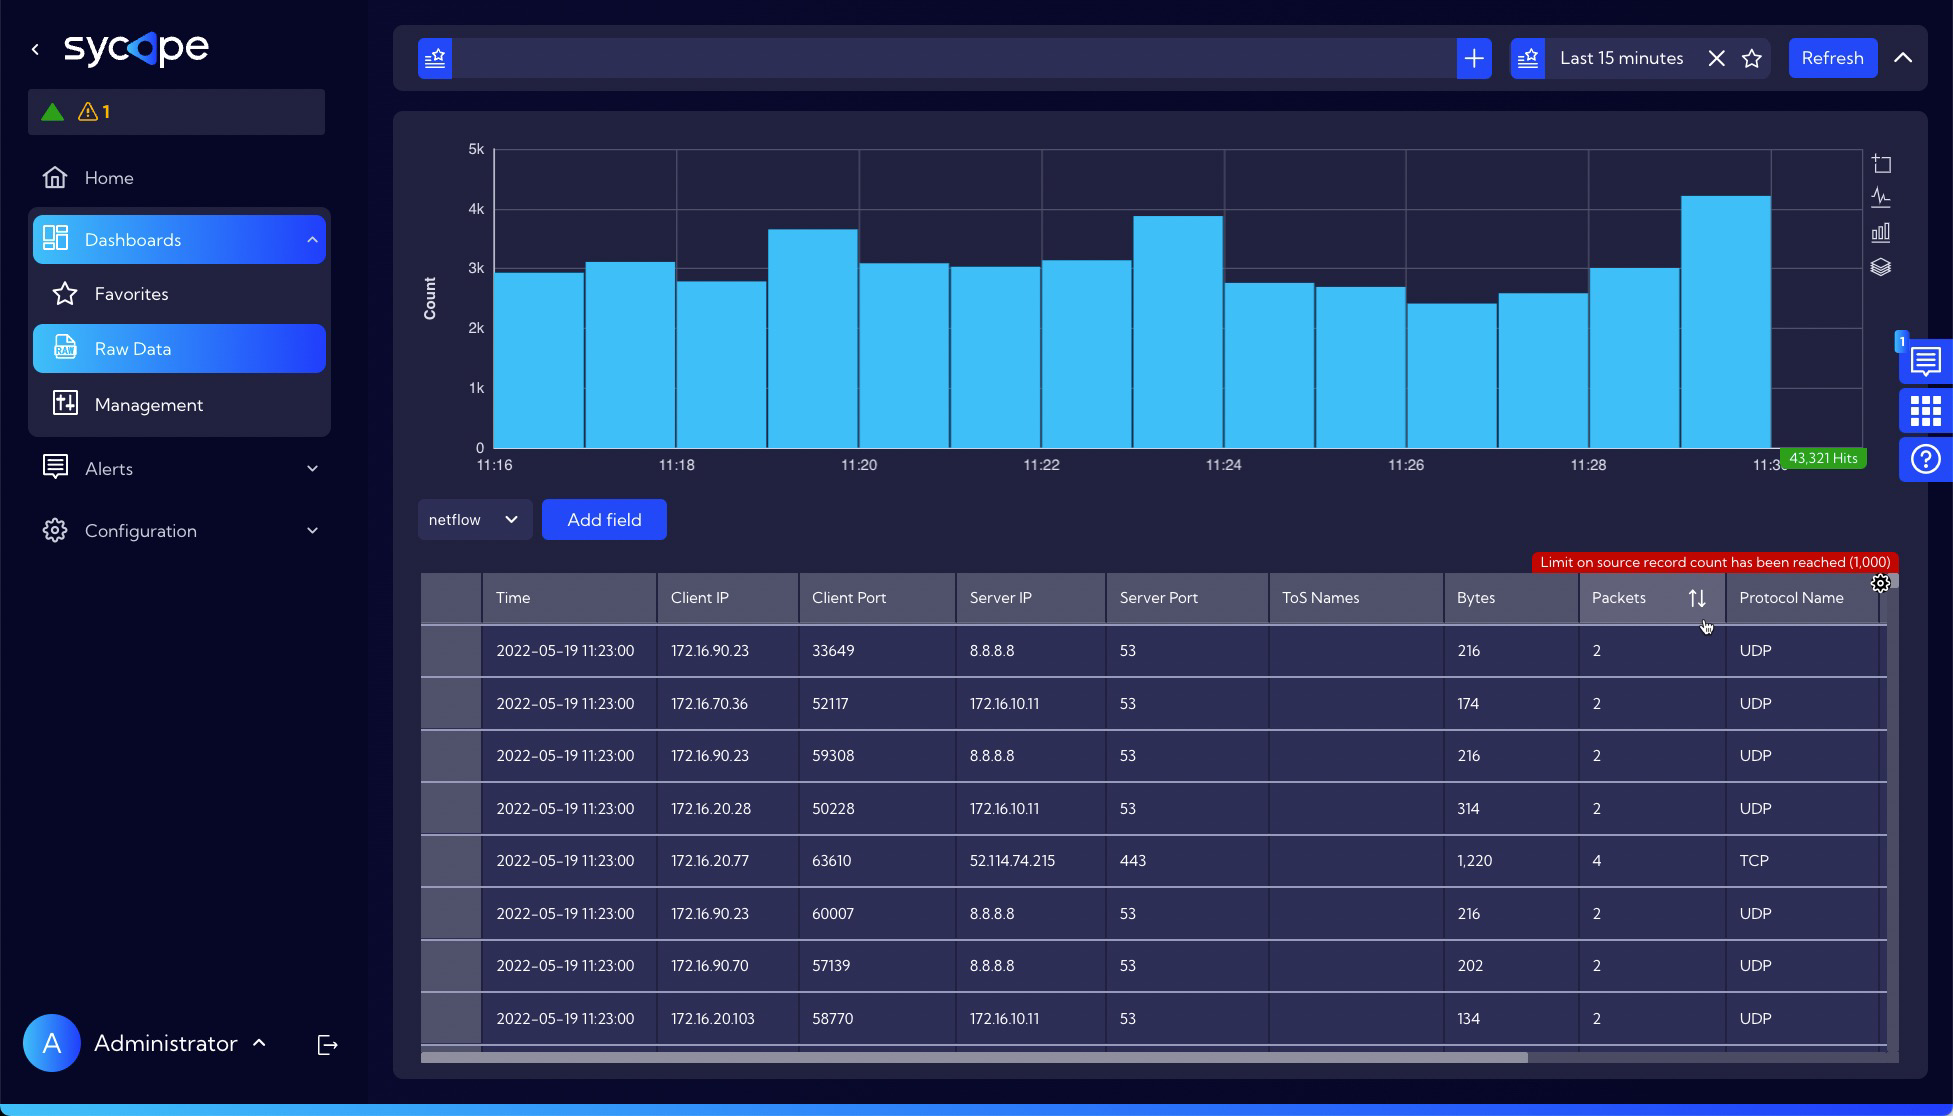 sycope
1
Home
Dashboards
Favorites
RAW Raw Data
Management
Alerts
Configuration
A Administrator
Last 15 minutes
Refresh
Count
5k
4k
3k
2k
1k
0
11:16 11:18 11:20 11:22 11:24 11:26 11:28 11:3
43,321 Hits
1
netflow
Add field
Limit on source record count has been reached (1,000)
Time Client IP Client Port Server IP Server Port ToS Names Bytes Packets Protocol Name
2022-05-19 11:23:00 172.16.90.23 33649 8.8.8.8 53 216 2 UDP
2022-05-19 11:23:00 172.16.70.36 52117 172.16.10.11 53 174 2 UDP
2022-05-19 11:23:00 172.16.90.23 59308 8.8.8.8 53 216 2 UDP
2022-05-19 11:23:00 172.16.20.28 50228 172.16.10.11 53 314 2 UDP
2022-05-19 11:23:00 172.16.20.77 63610 52.114.74.215 443 1,220 4 TCP
2022-05-19 11:23:00 172.16.90.23 60007 8.8.8.8 53 216 2 UDP
2022-05-19 11:23:00 172.16.90.70 57139 8.8.8.8 53 202 2 UDP
2022-05-19 11:23:00 172.16.20.103 58770 172.16.10.11 53 134 2 UDP